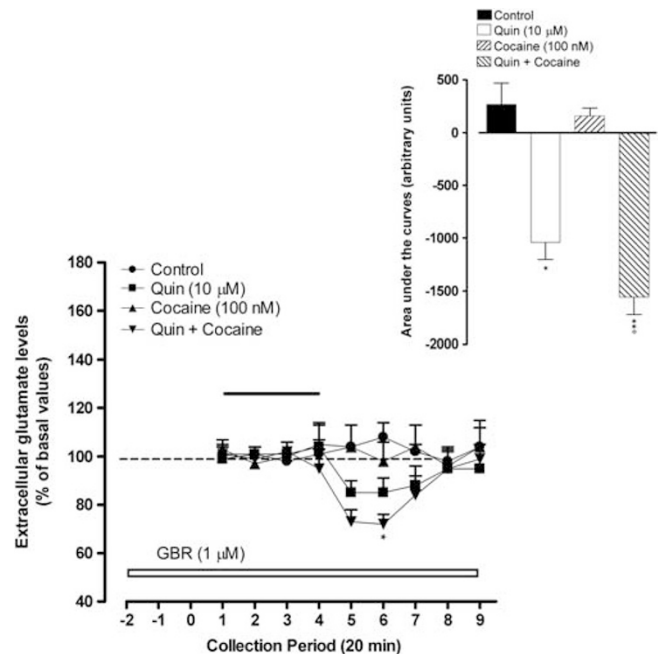 Control
Quin (10 μM)
Cocaine (100 nM)
Quin + Cocaine
500
0
-500
-1000
-1500
-2000
Area under the curves (arbitrary units)
*
*
*
°
180
160
140
120
100
80
60
40
Extracellular glutamate levels
(% of basal values)
Control
Quin (10 μM)
Cocaine (100 nM)
Quin + Cocaine
*
GBR (1 μM)
-2 -1 0 1 2 3 4 5 6 7 8 9
Collection Period (20 min)